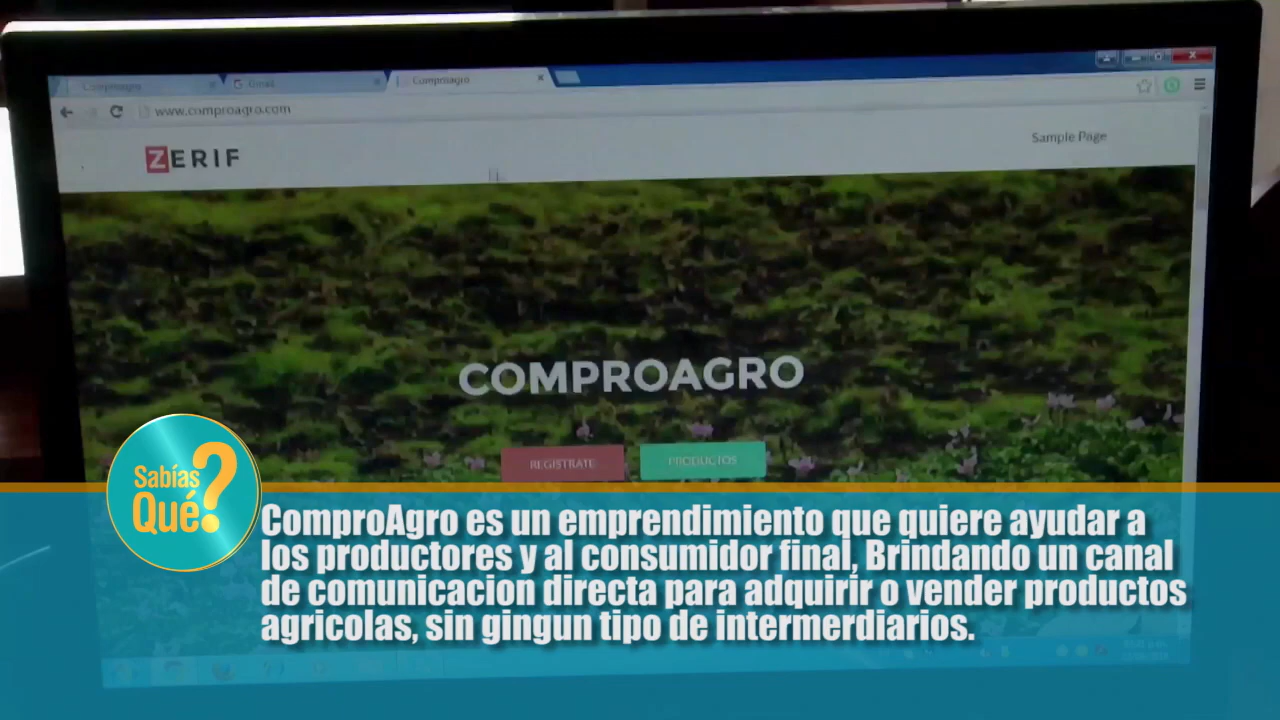 Comproagro
Gmail
Comproagro
www.comproagro.com
ZERIF
Sample Page
COMPROAGRO
REGISTRATE
PRODUCTOS
Sabías
Qué?
ComproAgro es un emprendimiento que quiere ayudar a
los productores y al consumidor final, Brindando un canal
de comunicacion directa para adquirir o vender productos
agricolas, sin gingun tipo de intermerdiarios.